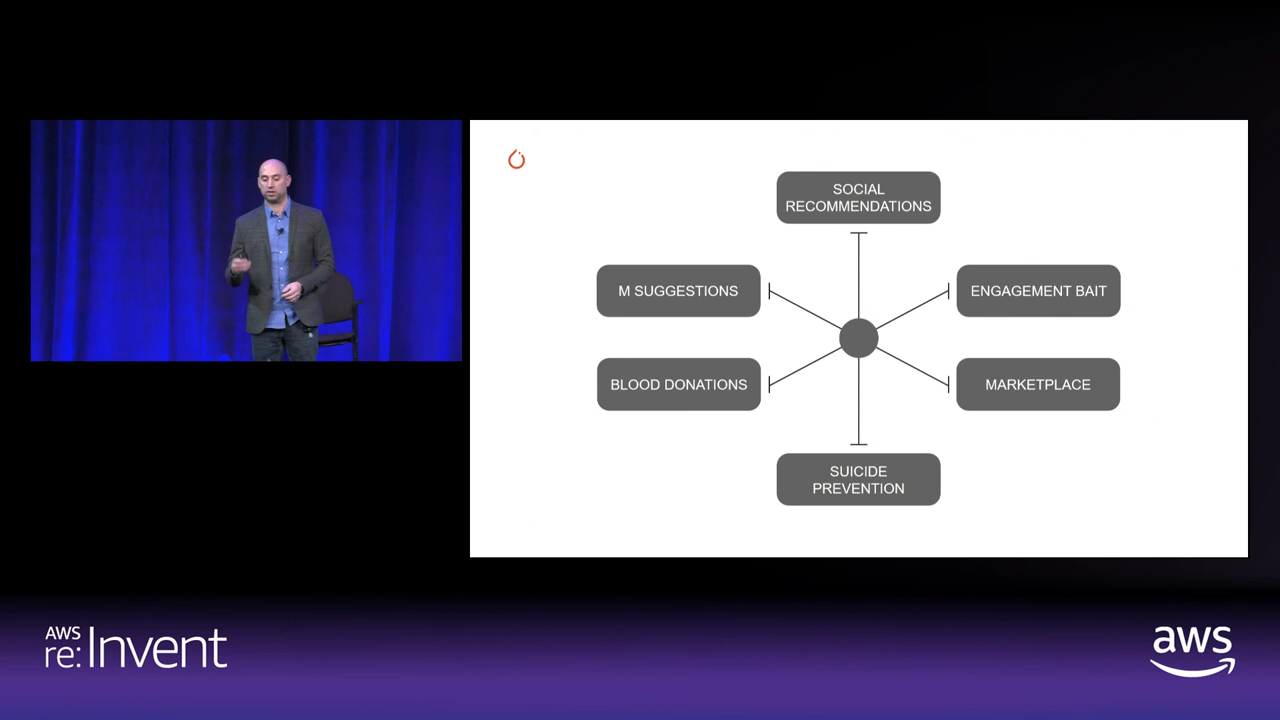 SOCIAL
RECOMMENDATIONS
M SUGGESTIONS
ENGAGEMENT BAIT
BLOOD DONATIONS
MARKETPLACE
SUICIDE
PREVENTION
AWS
re:Invent
aws